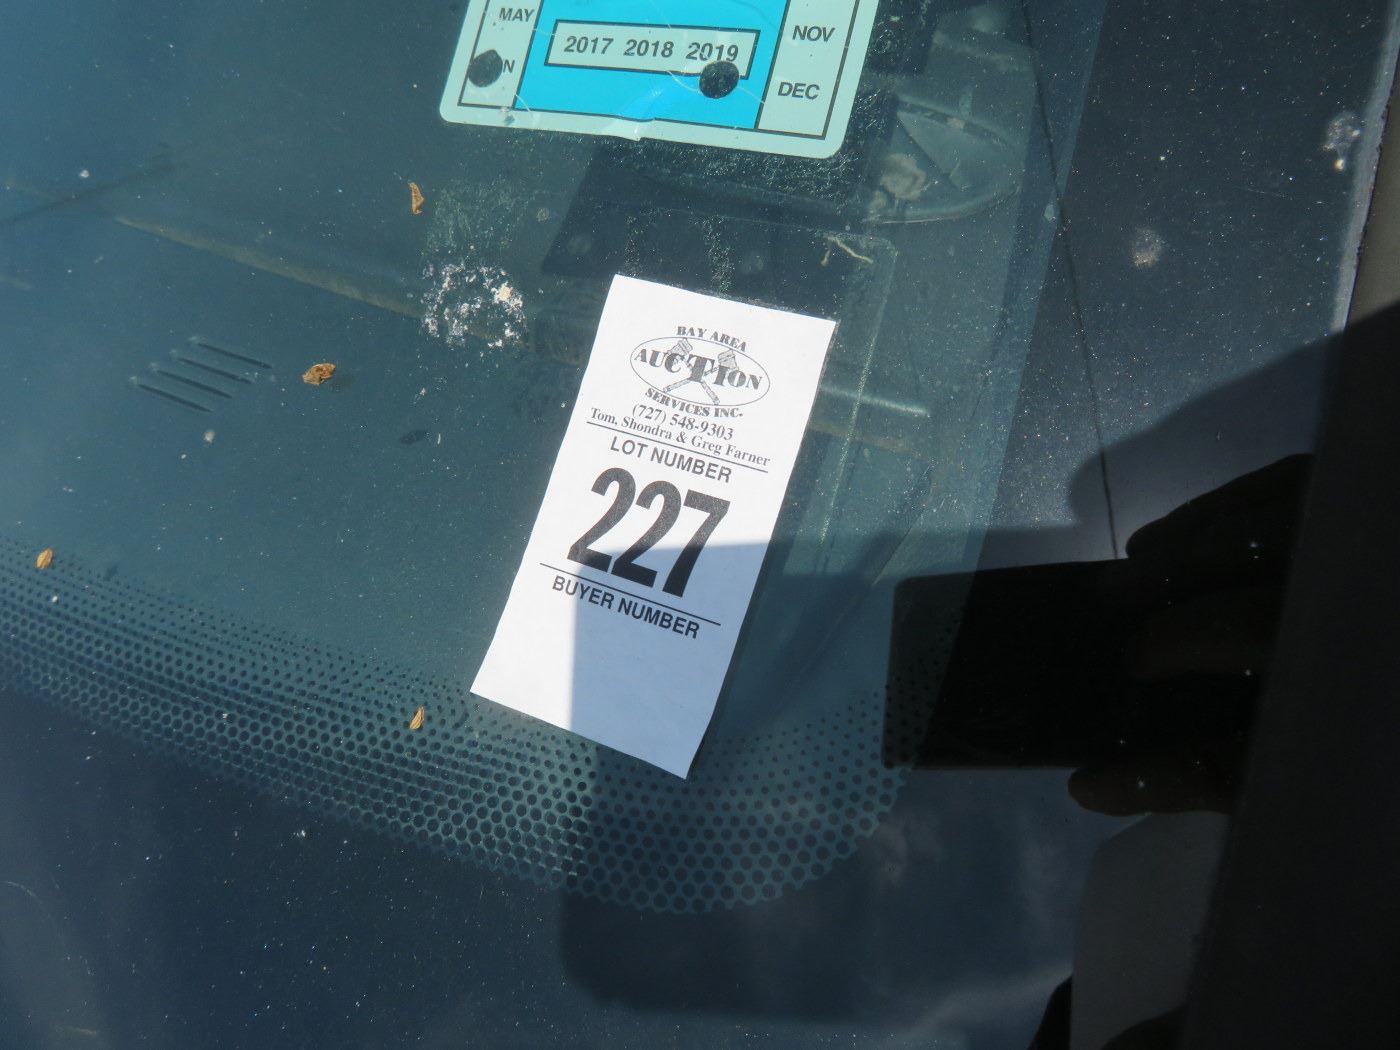 MAY
NOV
2017 2018 2019
DEC
BAY AREA
AUCTION
SERVICES INC.
(727) 548-9303
Tom, Shondra & Greg Farner
LOT NUMBER
227
BUYER NUMBER